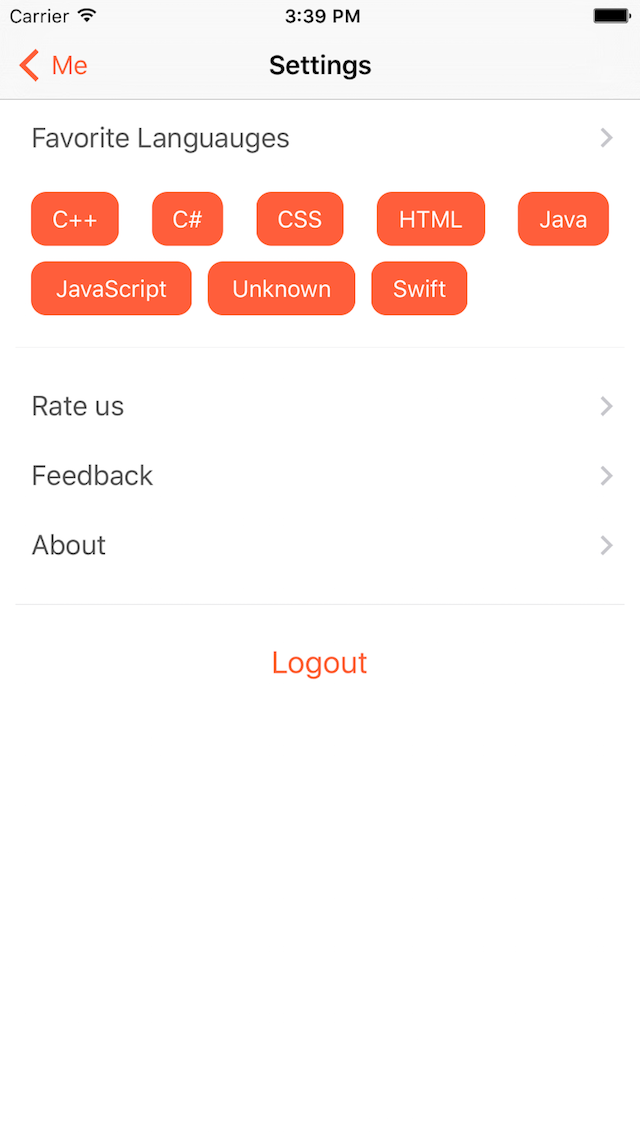 Carrier 3:39 PM
Me Settings
Favorite Languauges
C++ C# CSS HTML Java
JavaScript Unknown Swift
Rate us
Feedback
About
Logout